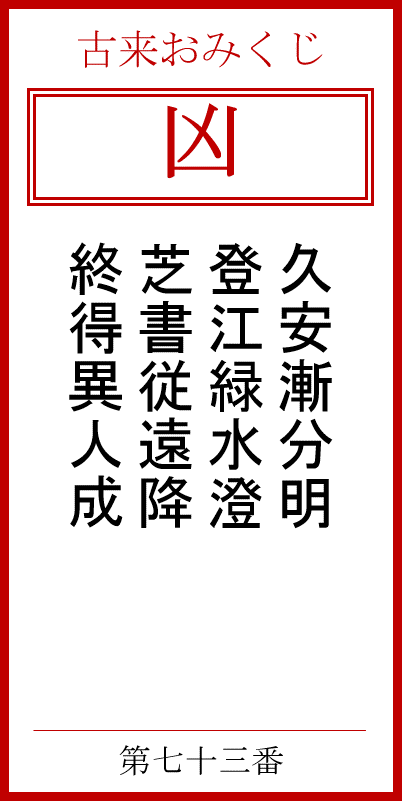 古来おみくじ
凶
久安漸分明
登江緑水澄
芝書従遠降
終得異人成
第七十三番